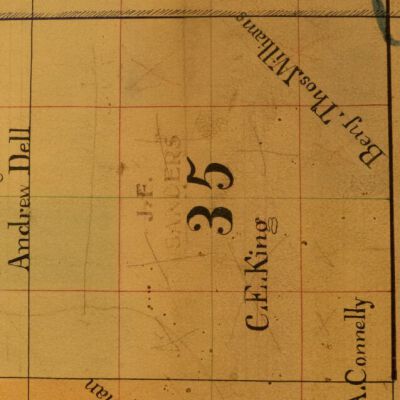 Benj. Thos. J. Williams
Andrew Dell
J.F.
SANDERS
35
C.E. King
A. Connelly